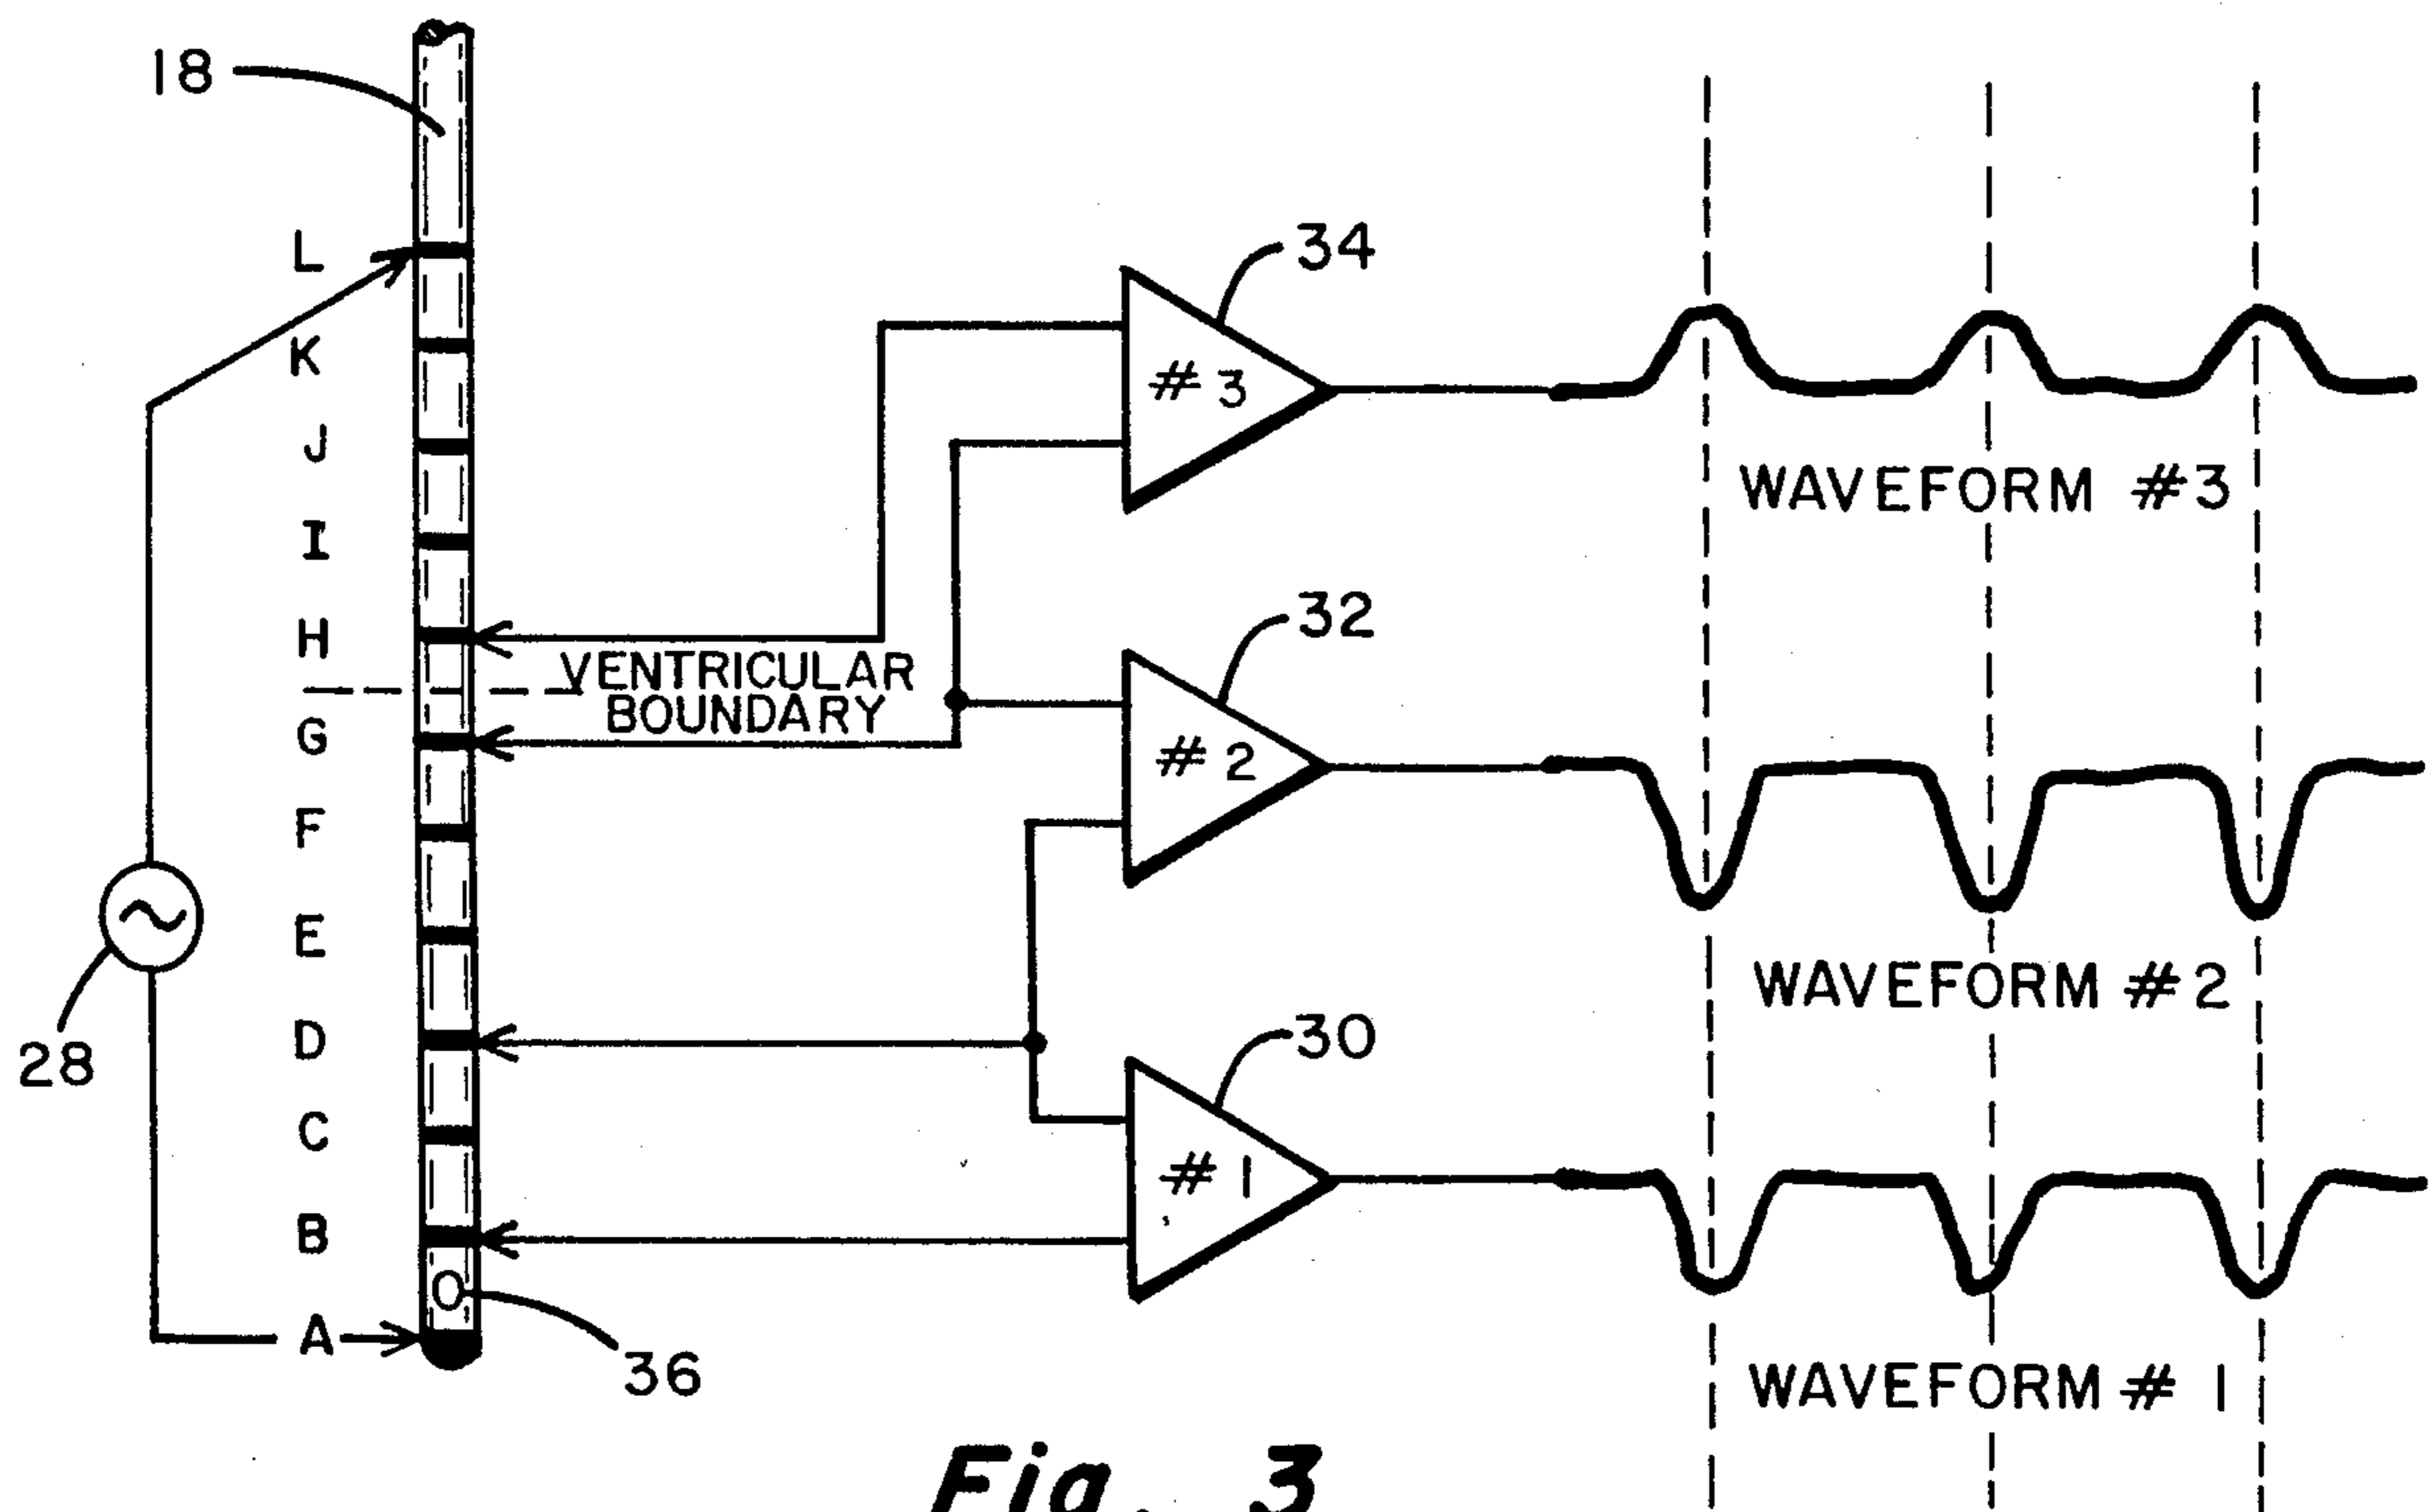 18
L
34
K
# 3
J
WAVEFORM #3
I
32
H
VENTRICULAR
BOUNDARY
G
# 2
F
E
WAVEFORM #2
D
30
28
C
# 1
B
A
36
WAVEFORM # 1
Fig. 3